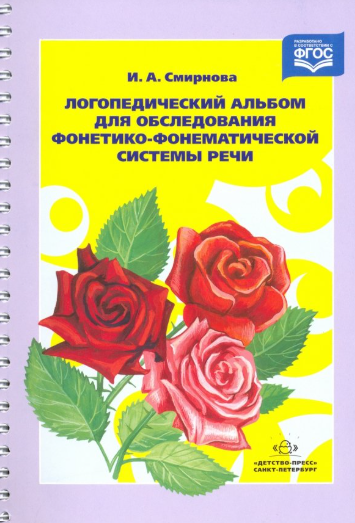 РАЗРАБОТАНО
В СООТВЕТСТВИИ С
ФГОС
И. А. Смирнова
ЛОГОПЕДИЧЕСКИЙ АЛЬБОМ
ДЛЯ ОБСЛЕДОВАНИЯ
ФОНЕТИКО-ФОНЕМАТИЧЕСКОЙ
СИСТЕМЫ РЕЧИ
«ДЕТСТВО-ПРЕСС»
САНКТ-ПЕТЕРБУРГ